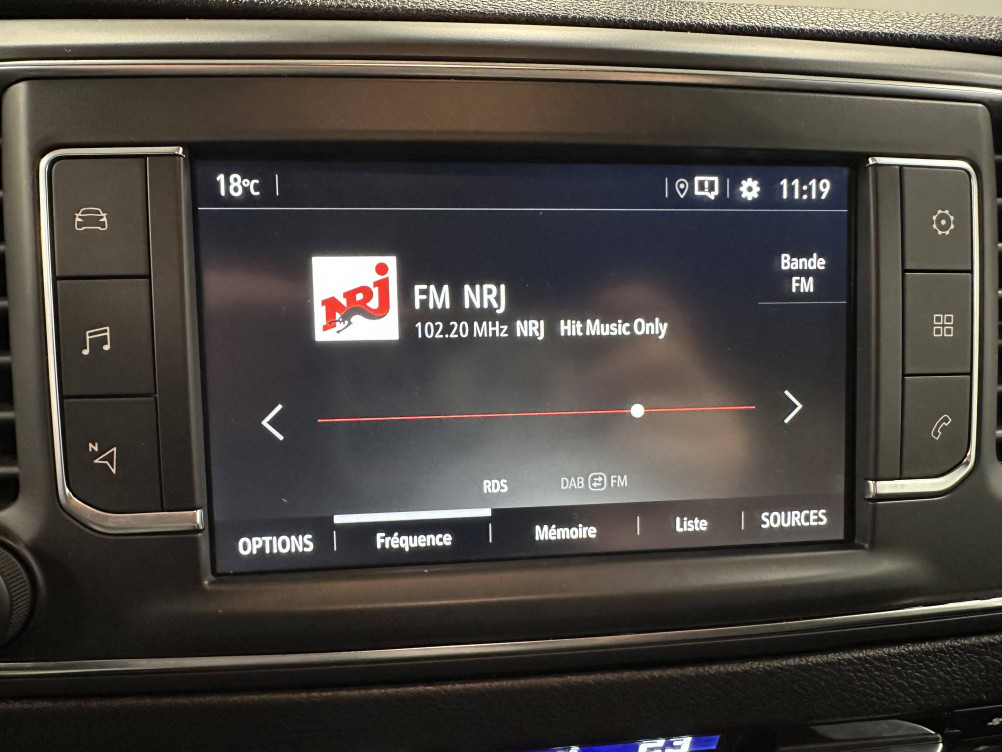 18°C
11:19
Bande
FM
NRJ
FM NRJ
102.20 MHz NRJ Hit Music Only
N
RDS
DAB FM
OPTIONS
Fréquence
Mémoire
Liste
SOURCES
23